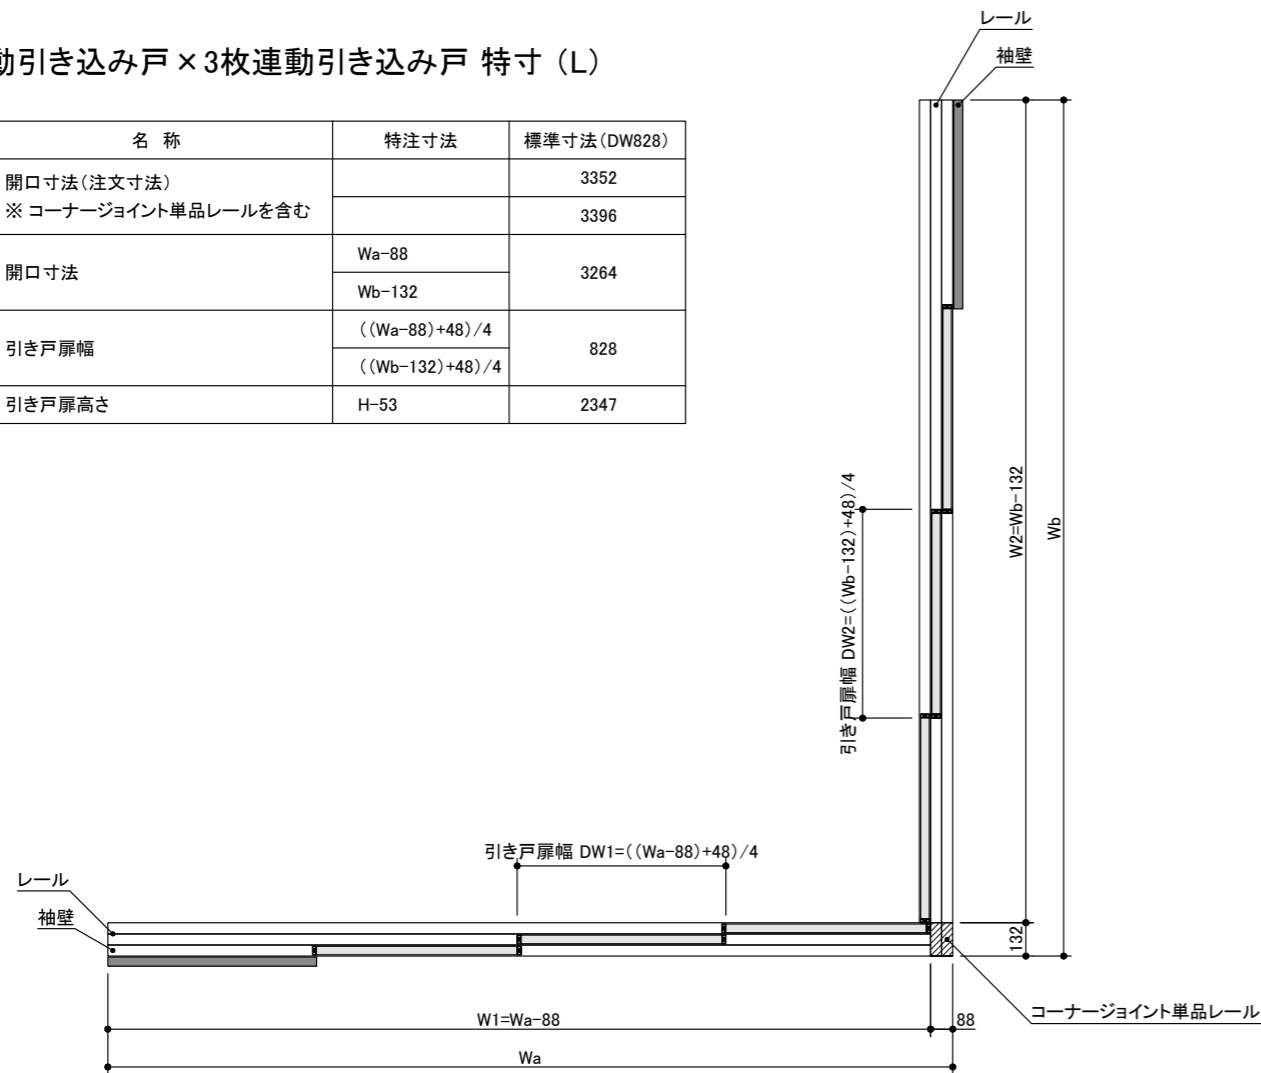 動引き込み戸×3枚連動引き込み戸 特寸 (L)
名 称 特注寸法 標準寸法(DW828)
開口寸法(注文寸法)
※ コーナージョイント単品レールを含む
3352
3396
開口寸法
Wa-88
Wb-132
3264
引き戸扉幅
((Wa-88)+48)/4
((Wb-132)+48)/4
828
引き戸扉高さ H-53 2347
レール
袖壁
W2=Wb-132
Wb
引き戸扉幅 DW2=((Wb-132)+48)/4
引き戸扉幅 DW1=((Wa-88)+48)/4
レール
袖壁
132
コーナージョイント単品レール
W1=Wa-88
88
Wa